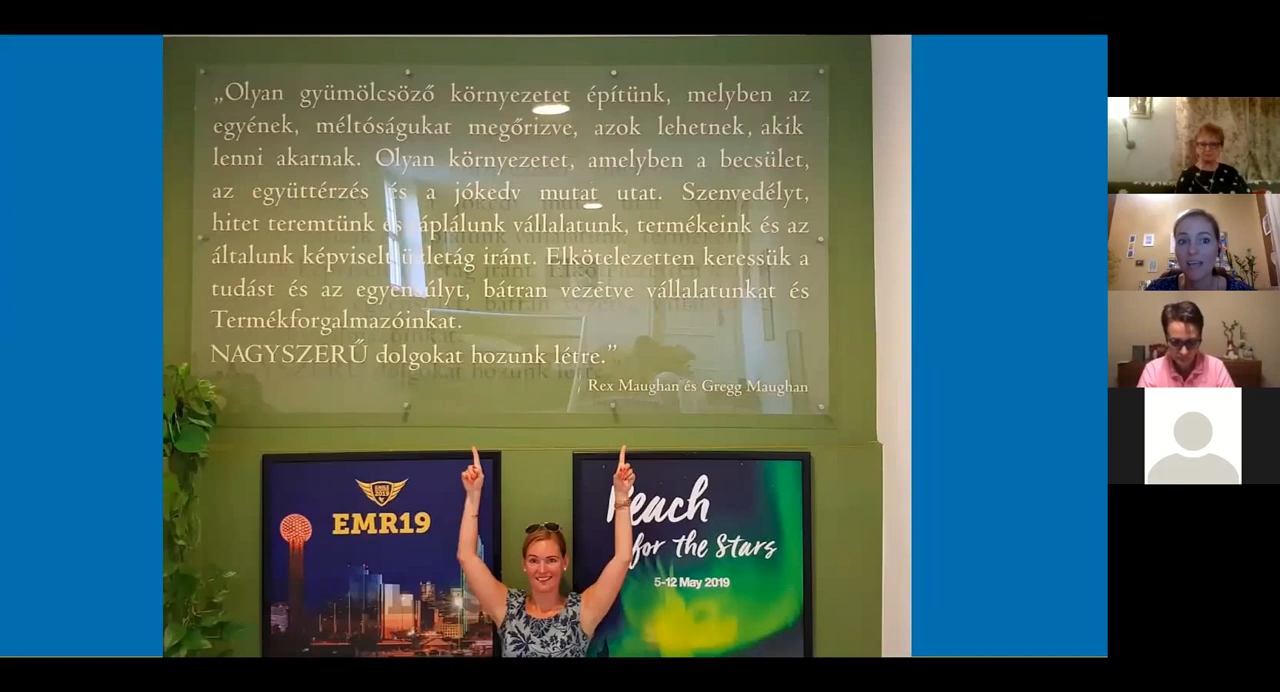 „Olyan gyümölcsöző környezetet építünk, melyben az
egyének, méltóságukat megőrizve, azok lehetnek, akik
lenni akarnak. Olyan környezetet, amelyben a becsület,
az együttérzés és a jókedv mutat utat. Szenvedélyt,
hitet teremtünk és táplálunk vállalatunk, termékeink és az
általunk képviselt üzletág iránt. Elkötelezetten keressük a
tudást és az egyensúlyt, bátran vezetve vállalatunkat és
Termékforgalmazóinkat.
NAGYSZERŰ dolgokat hozunk létre.”
Rex Maughan és Gregg Maughan
EMR19
Reach
for the Stars
5-12 May 2019